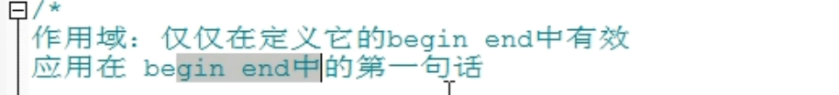 /*
作用域：仅仅在定义它的begin end中有效
应用在 begin end中的第一句话